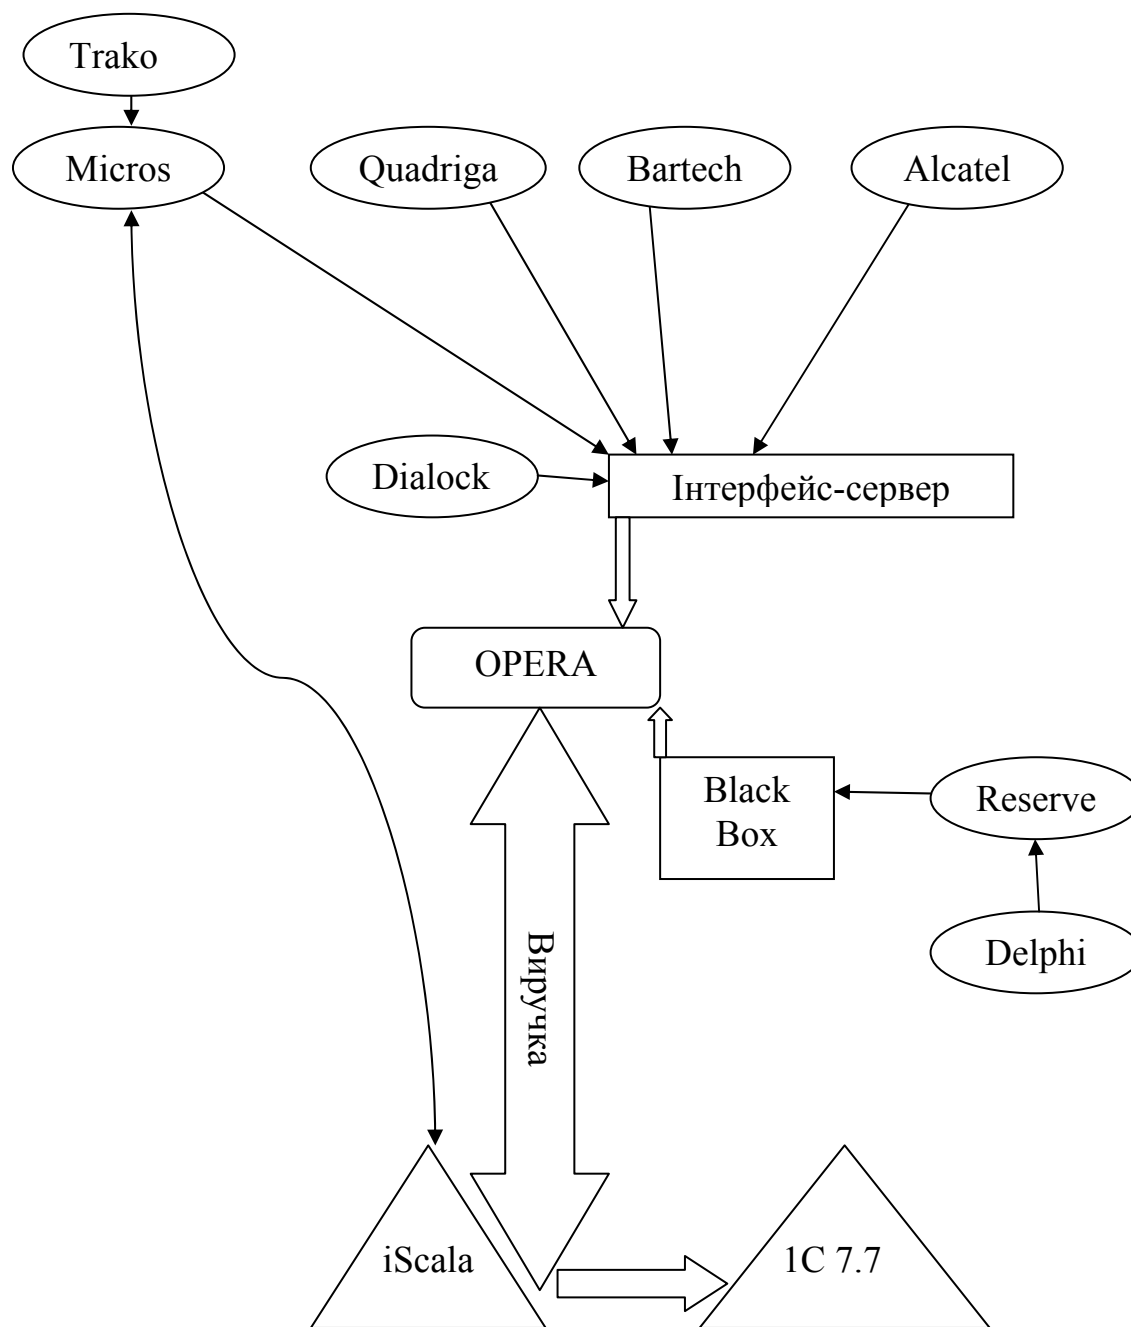 Trako
Micros
Quadriga
Bartech
Alcatel
Dialock
Інтерфейс-сервер
OPERA
Black
Box
Reserve
Delphi
Виручка
iScala
1С 7.7